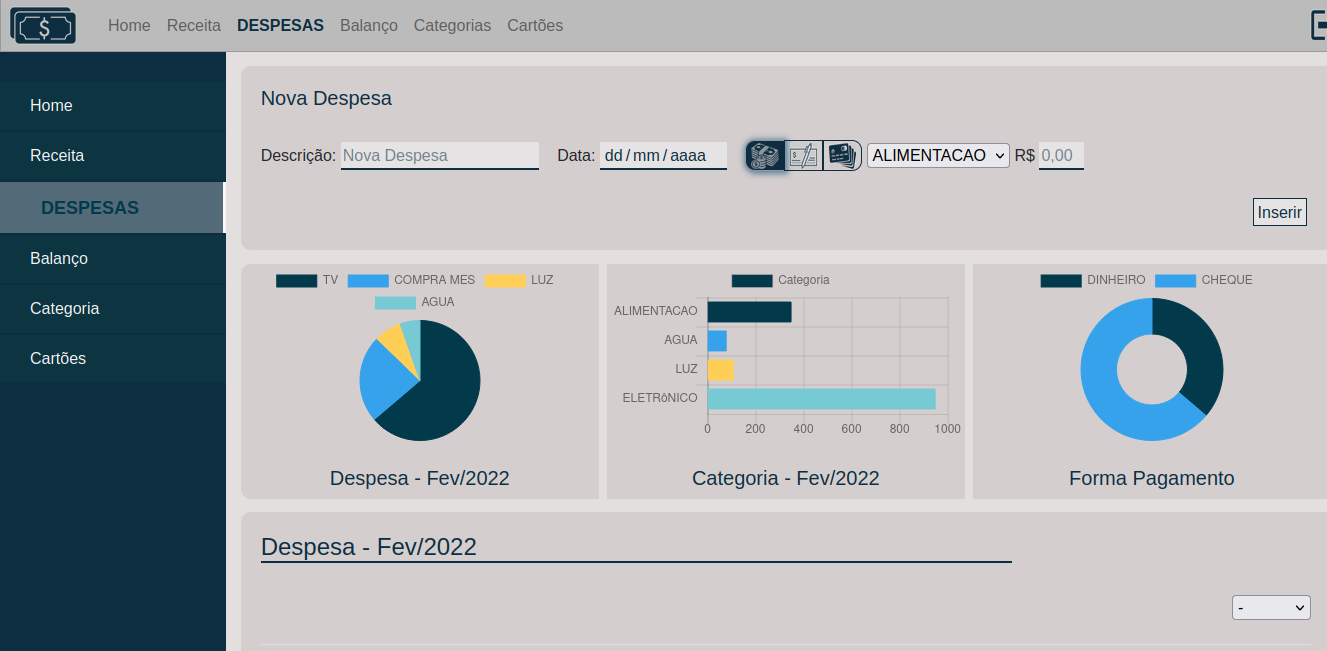 $ Home Receita DESPESAS Balanço Categorias Cartões
Home
Receita
DESPESAS
Balanço
Categoria
Cartões
Nova Despesa
Descrição: Nova Despesa Data: dd/mm/aaaa $ ALIMENTACAO R$ 0,00
Inserir
TV COMPRA MES LUZ
AGUA
Despesa - Fev/2022
Categoria
ALIMENTACAO
AGUA
LUZ
ELETRôNICO
0 200 400 600 800 1000
Categoria - Fev/2022
DINHEIRO CHEQUE
Forma Pagamento
Despesa - Fev/2022
-